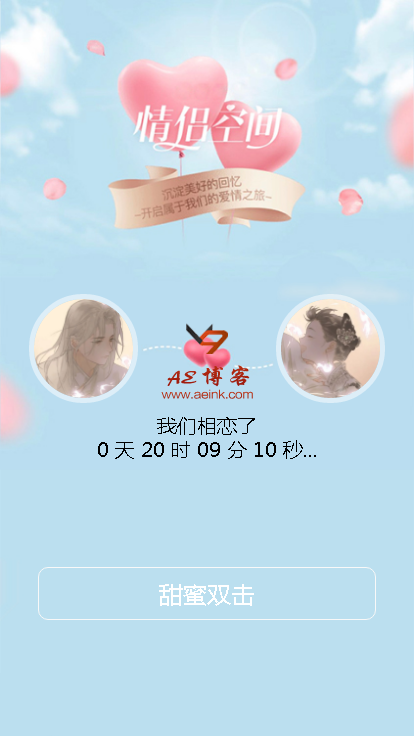 情侣空间
沉淀美好的回忆
~开启属于我们的爱情之旅~
AE 博客
www.aeink.com
我们相恋了
0 天 20 时 09 分 10 秒...
甜蜜双击